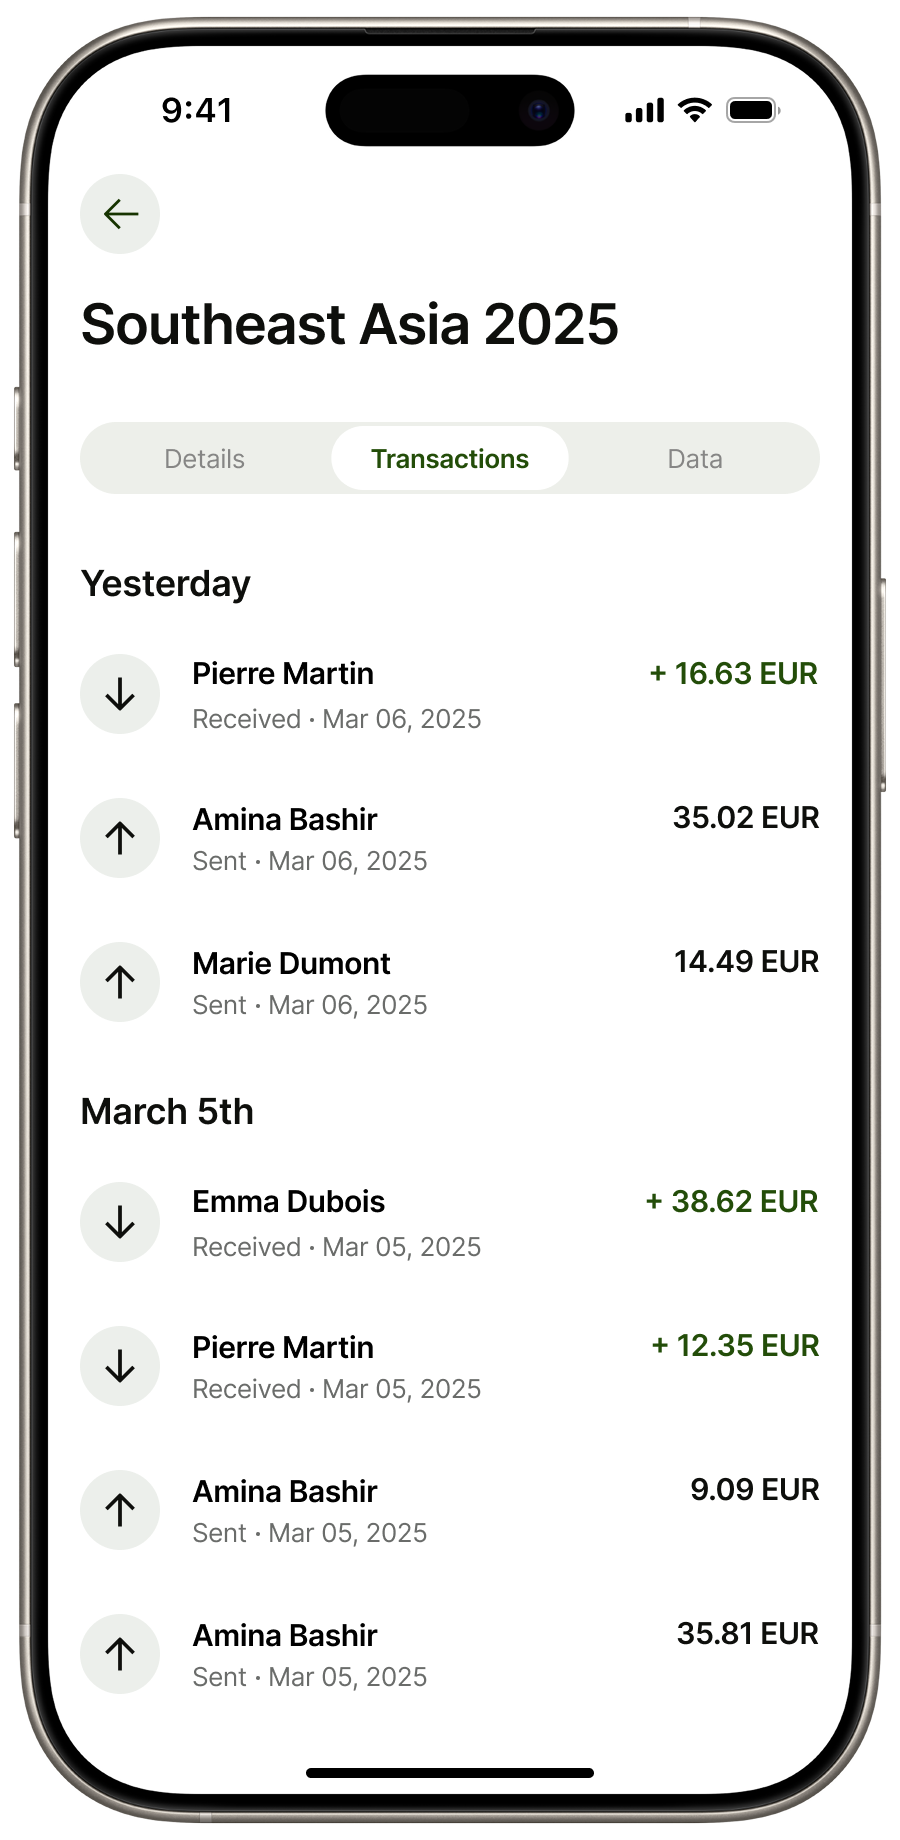 9:41
Southeast Asia 2025
Details Transactions Data
Yesterday
Pierre Martin + 16.63 EUR
Received · Mar 06, 2025
Amina Bashir 35.02 EUR
Sent · Mar 06, 2025
Marie Dumont 14.49 EUR
Sent · Mar 06, 2025
March 5th
Emma Dubois + 38.62 EUR
Received · Mar 05, 2025
Pierre Martin + 12.35 EUR
Received · Mar 05, 2025
Amina Bashir 9.09 EUR
Sent · Mar 05, 2025
Amina Bashir 35.81 EUR
Sent · Mar 05, 2025